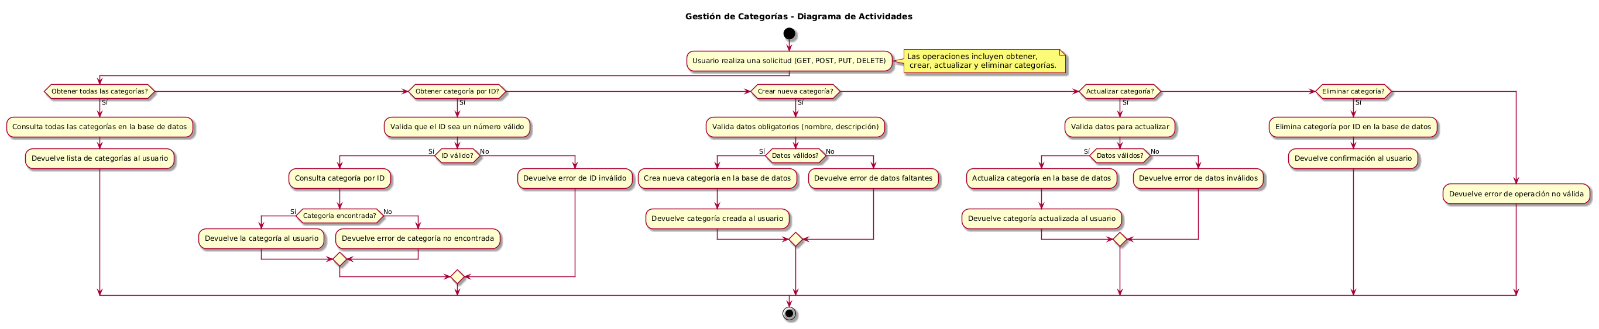 Gestión de Categorías - Diagrama de Actividades
Usuario realiza una solicitud (GET, POST, PUT, DELETE)
Las operaciones incluyen obtener,
crear, actualizar y eliminar categorías.
Obtener todas las categorías?
Sí
Consulta todas las categorías en la base de datos
Devuelve lista de categorías al usuario
Obtener categoría por ID?
Sí
Valida que el ID sea un número válido
ID válido?
Sí
No
Consulta categoría por ID
Categoría encontrada?
Sí
No
Devuelve la categoría al usuario
Devuelve error de categoría no encontrada
Devuelve error de ID inválido
Crear nueva categoría?
Sí
Valida datos obligatorios (nombre, descripción)
Datos válidos?
Sí
No
Crea nueva categoría en la base de datos
Devuelve categoría creada al usuario
Devuelve error de datos faltantes
Actualizar categoría?
Sí
Valida datos para actualizar
Datos válidos?
Sí
No
Actualiza categoría en la base de datos
Devuelve categoría actualizada al usuario
Devuelve error de datos inválidos
Eliminar categoría?
Sí
Elimina categoría por ID en la base de datos
Devuelve confirmación al usuario
Devuelve error de operación no válida